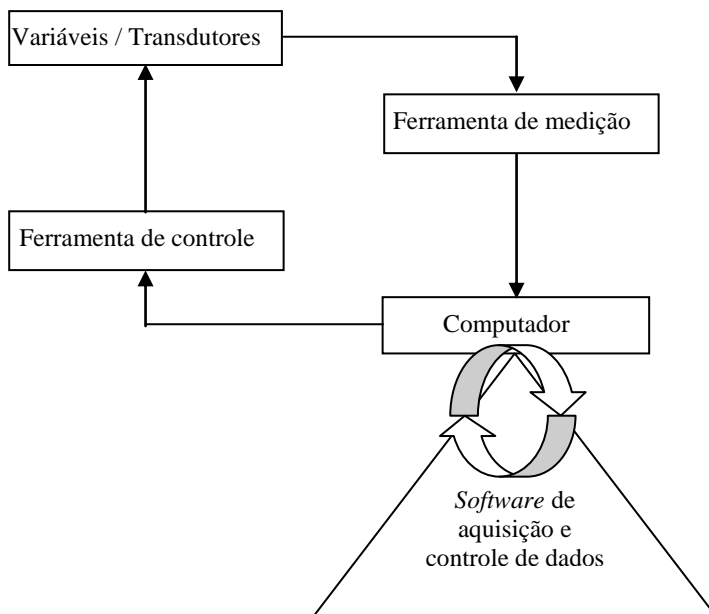 Variáveis / Transdutores
Ferramenta de medição
Ferramenta de controle
Computador
Software de
aquisição e
controle de dados